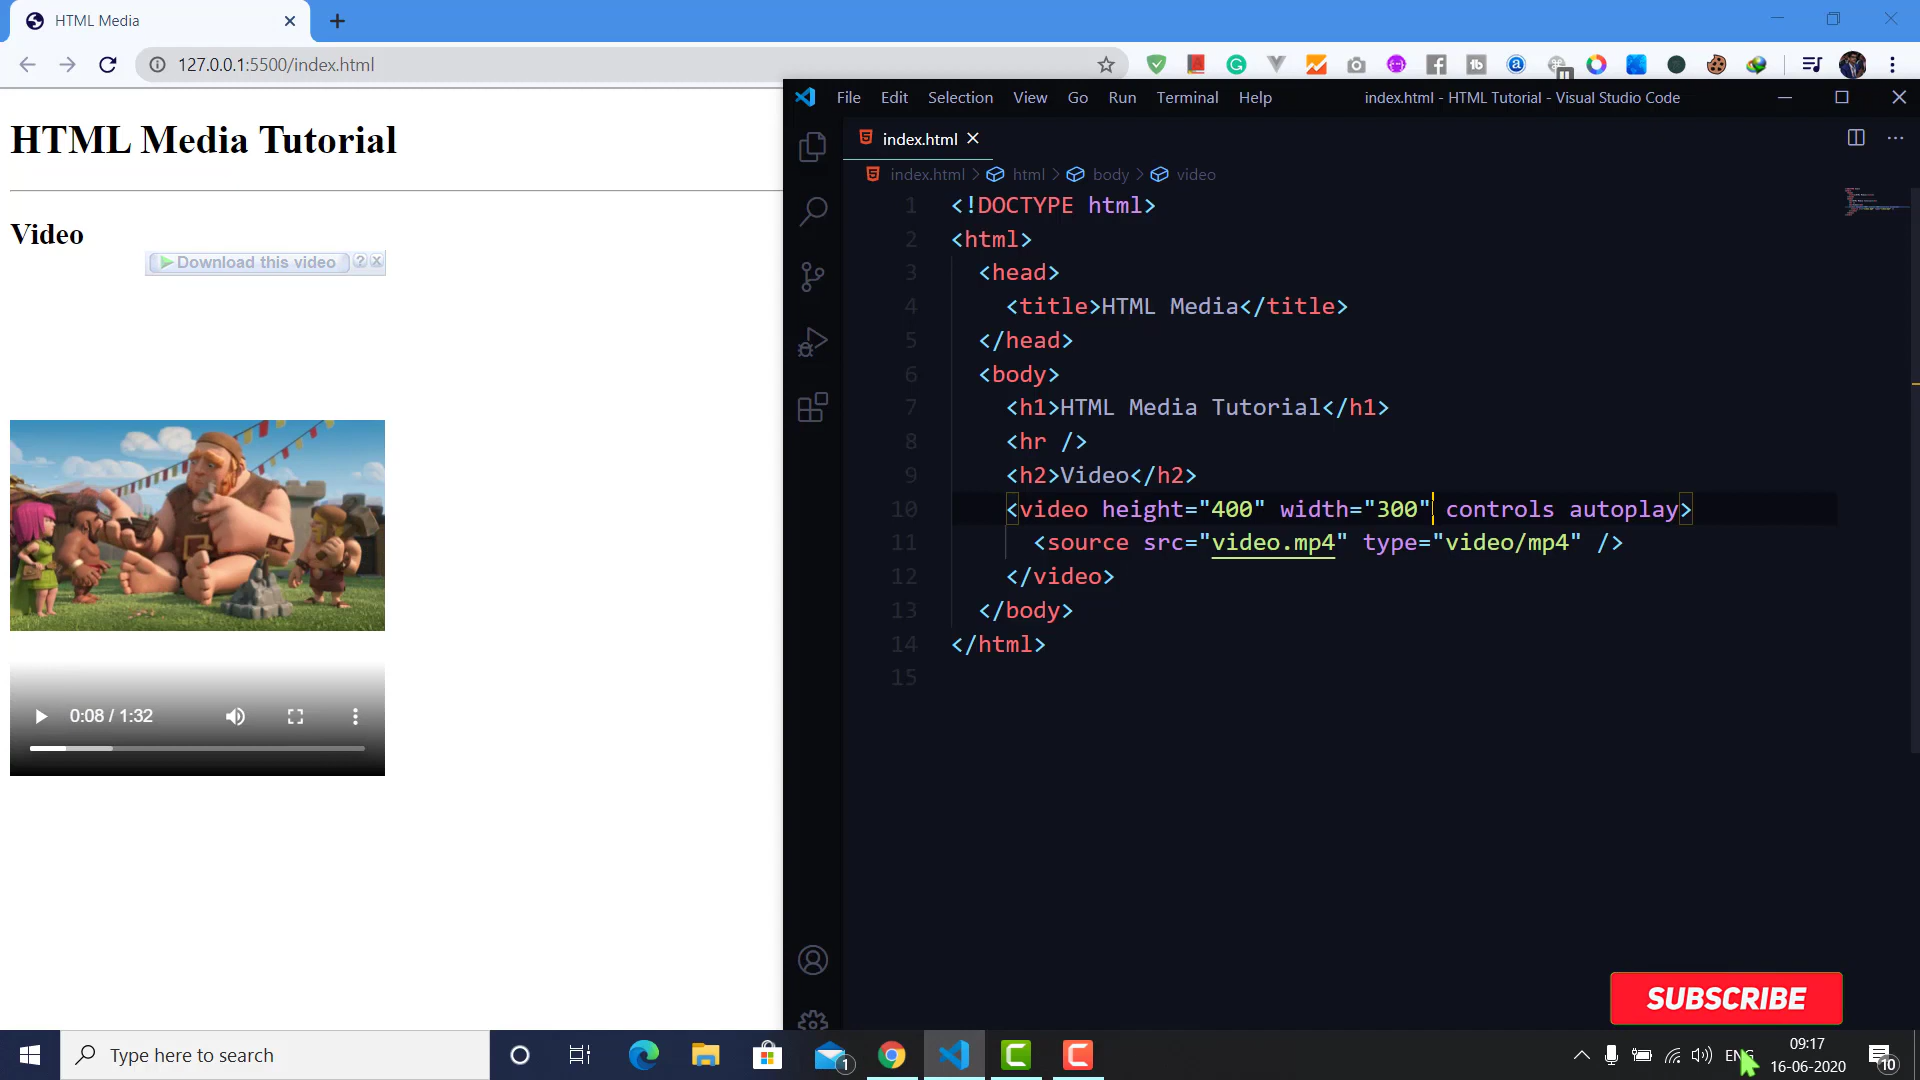 HTML Media
127.0.0.1:5500/index.html
HTML Media Tutorial
Video
Download this video
0:08 / 1:32
File Edit Selection View Go Run Terminal Help
index.html - HTML Tutorial - Visual Studio Code
index.html
index.html > html > body > video
1 <!DOCTYPE html>
2 <html>
3 <head>
4 <title>HTML Media</title>
5 </head>
6 <body>
7 <h1>HTML Media Tutorial</h1>
8 <hr />
9 <h2>Video</h2>
10 <video height="400" width="300" controls autoplay>
11 <source src="video.mp4" type="video/mp4" />
12 </video>
13 </body>
14 </html>
15
SUBSCRIBE
Type here to search
1
ENG
09:17
16-06-2020
10